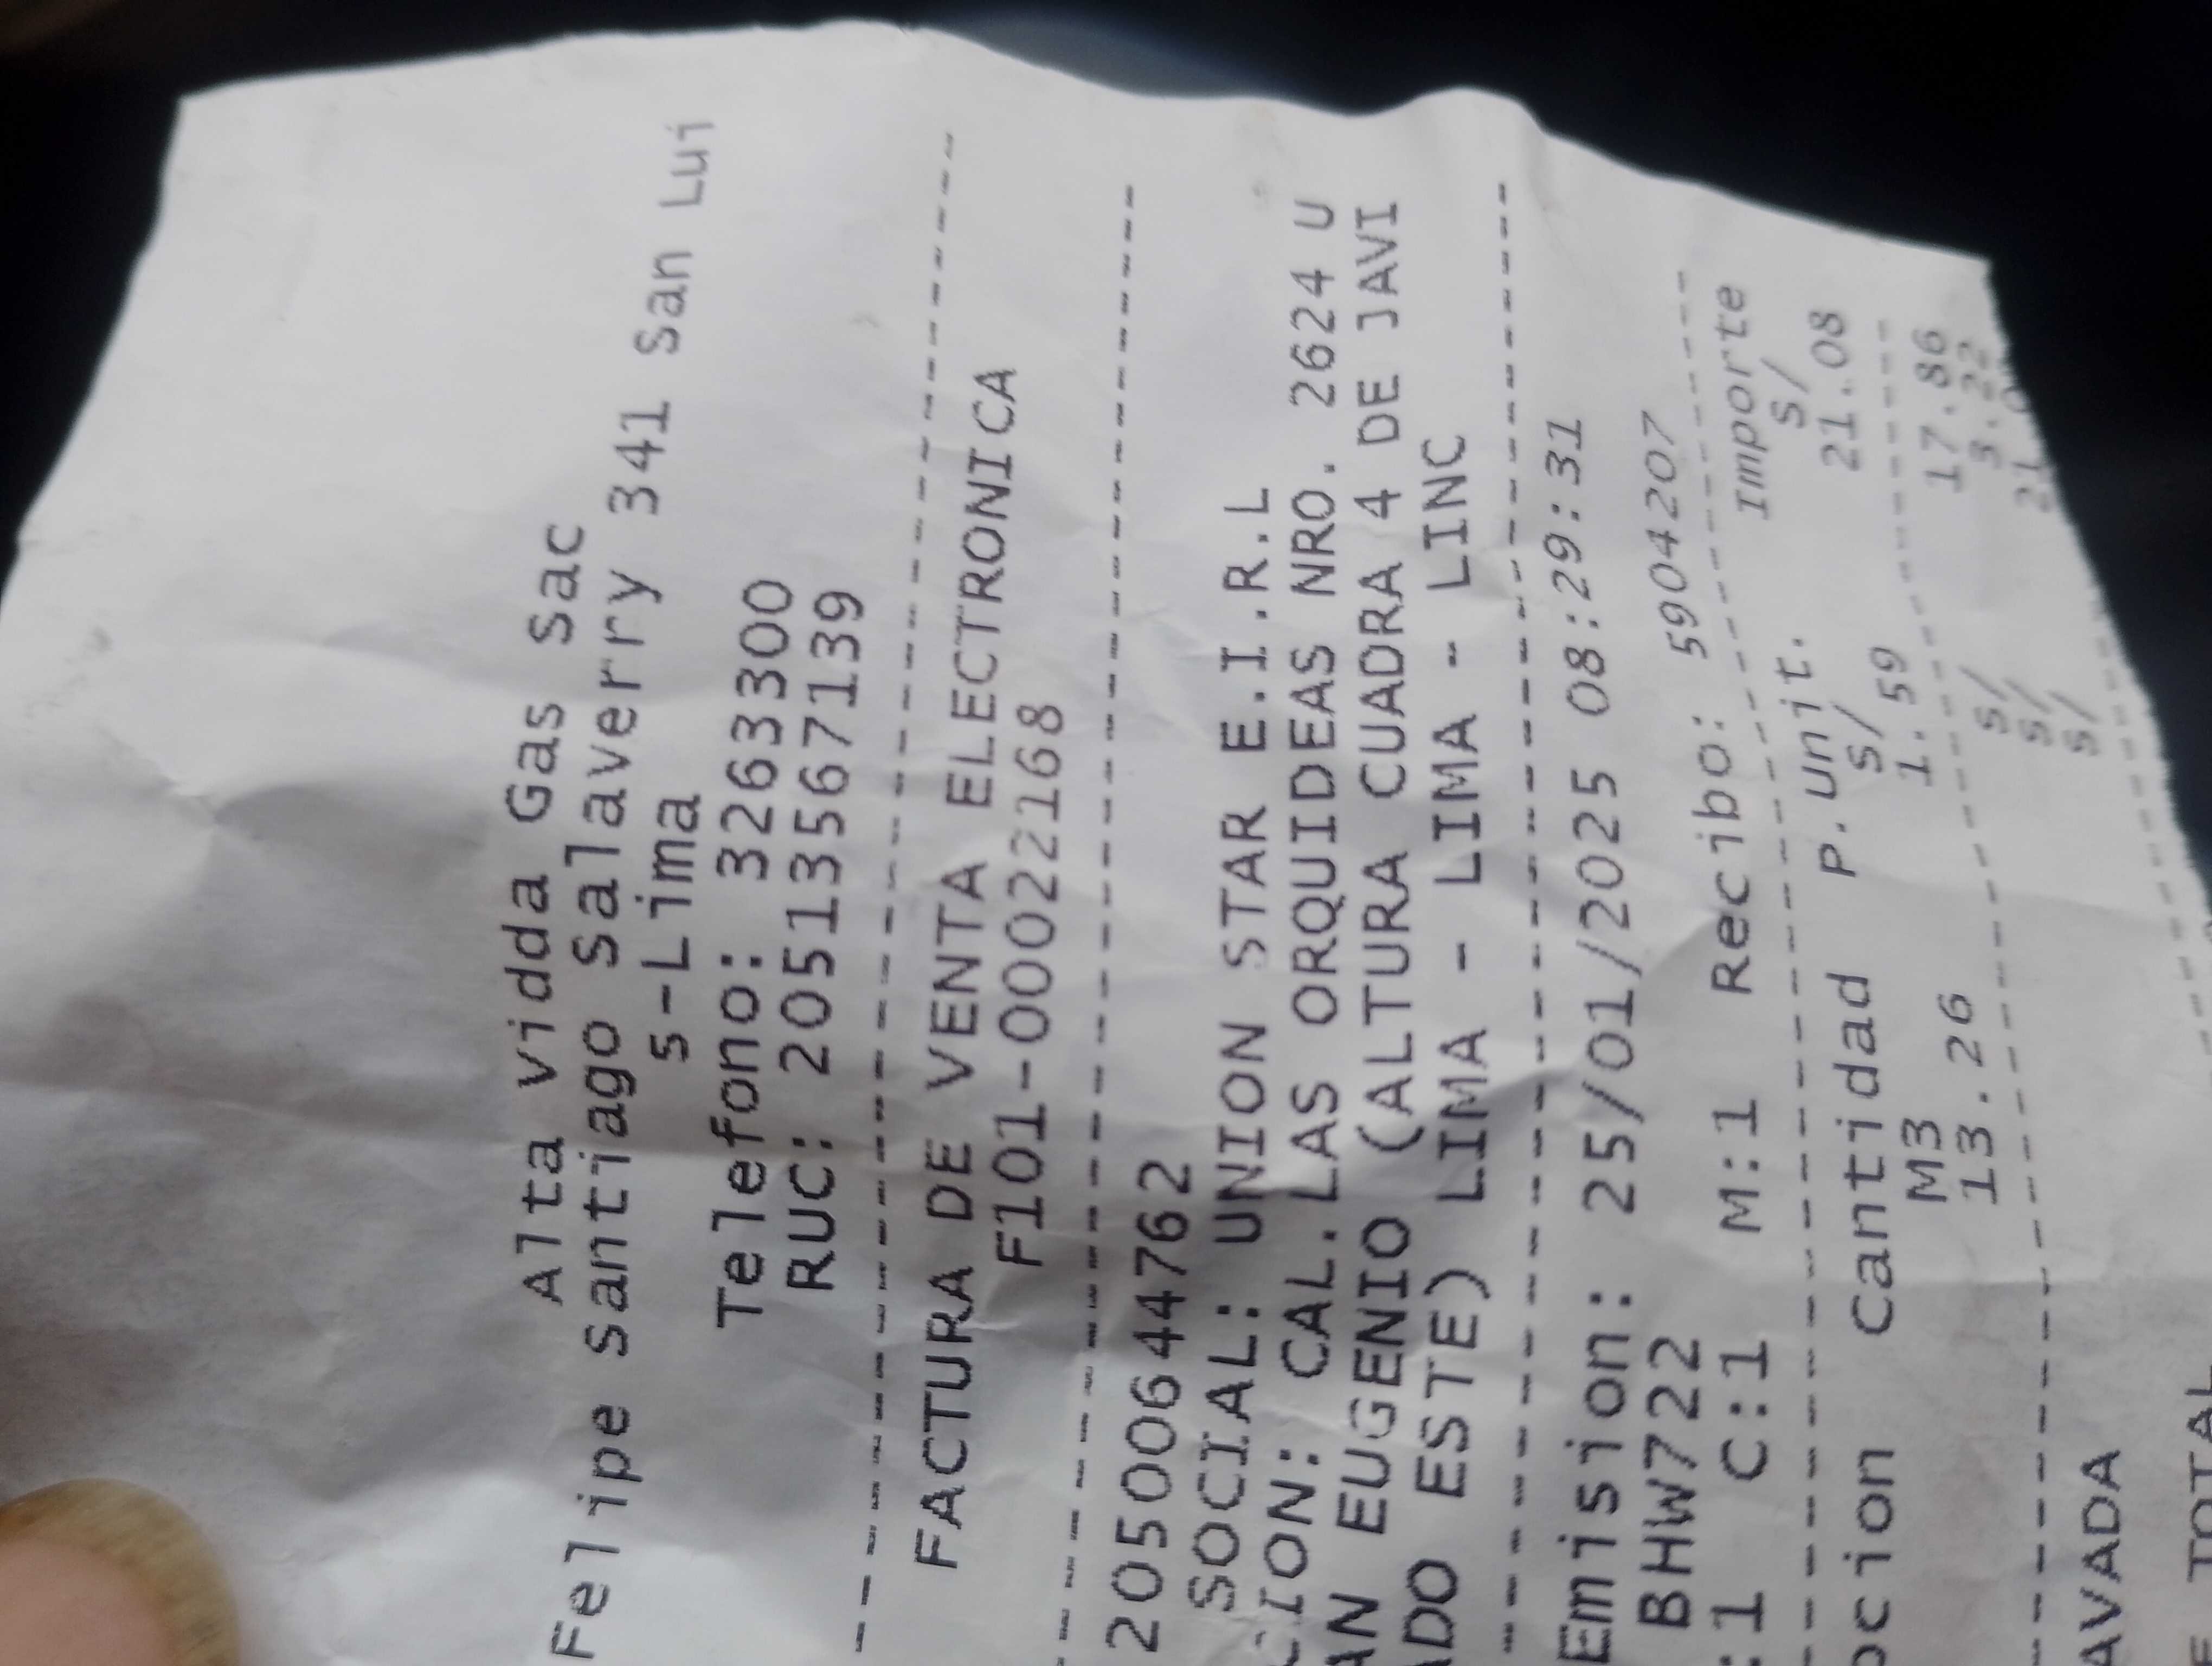 Alta Vidda Gas Sac
Felipe Santiago Salaverry 341 San Lui
s-Lima
Telefono: 3263300
RUC: 20513567139
FACTURA DE VENTA ELECTRONICA
F101-00022168
20500644762
SOCIAL: UNION STAR E.I.R.L
CION: CAL.LAS ORQUIDEAS NRO. 2624 U
AN EUGENIO (ALTURA CUADRA 4 DE JAVI
ADO ESTE) LIMA - LIMA - LINC
Emision: 25/01/2025 08:29:31
BHW722
:1 C:1 M:1 Recibo: 5904207
pcion Cantidad P.unit. Importe
M3 S/ S/
13.26 1.59 21.08
AVADA S/ 17.86
S/ 3.22
E TOTAL S/